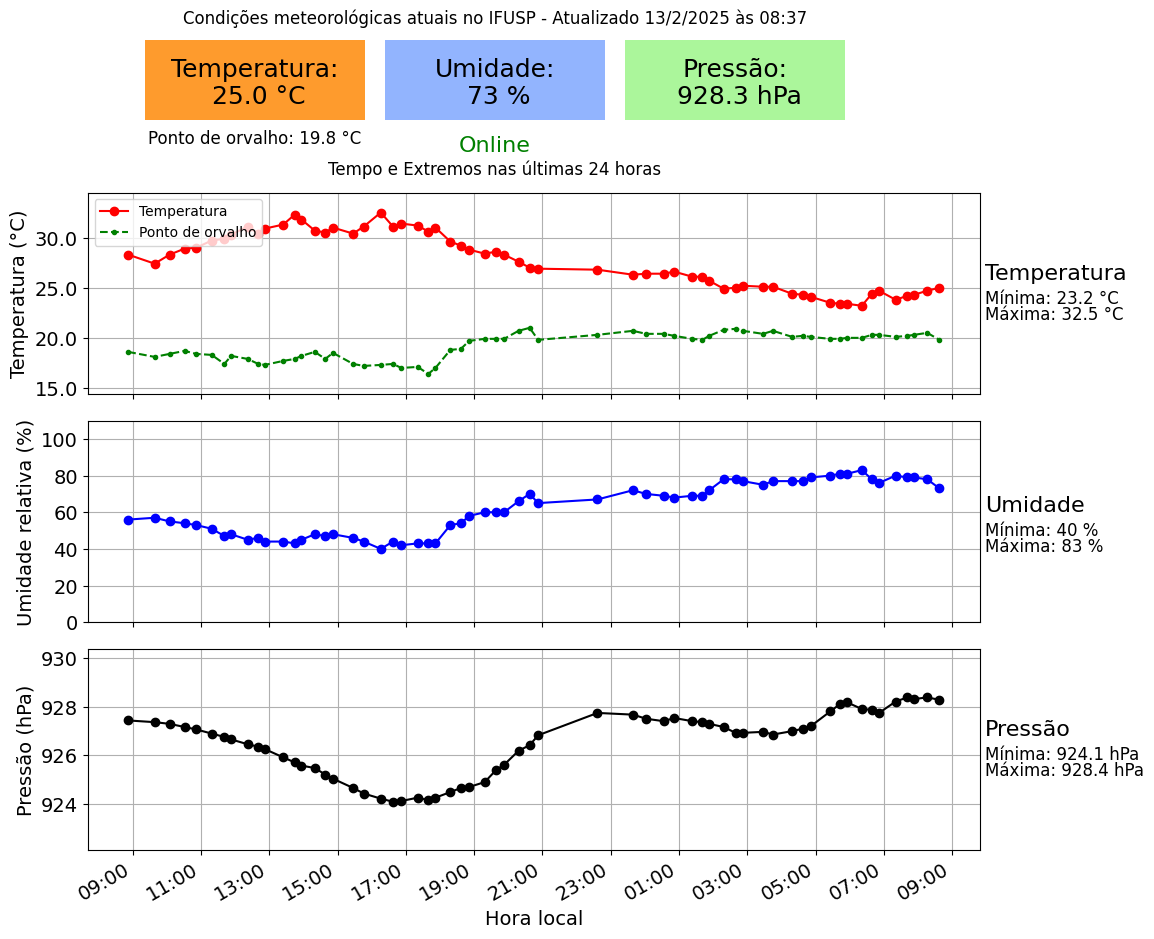 Condições meteorológicas atuais no IFUSP - Atualizado 13/2/2025 às 08:37
Temperatura:
25.0 °C
Umidade:
73 %
Pressão:
928.3 hPa
Ponto de orvalho: 19.8 °C
Online
Tempo e Extremos nas últimas 24 horas
Temperatura (°C)
30.0
25.0
20.0
15.0
Temperatura
Ponto de orvalho
Temperatura
Mínima: 23.2 °C
Máxima: 32.5 °C
Umidade relativa (%)
100
80
60
40
20
0
Umidade
Mínima: 40 %
Máxima: 83 %
Pressão (hPa)
930
928
926
924
Pressão
Mínima: 924.1 hPa
Máxima: 928.4 hPa
09:00 11:00 13:00 15:00 17:00 19:00 21:00 23:00 01:00 03:00 05:00 07:00 09:00
Hora local